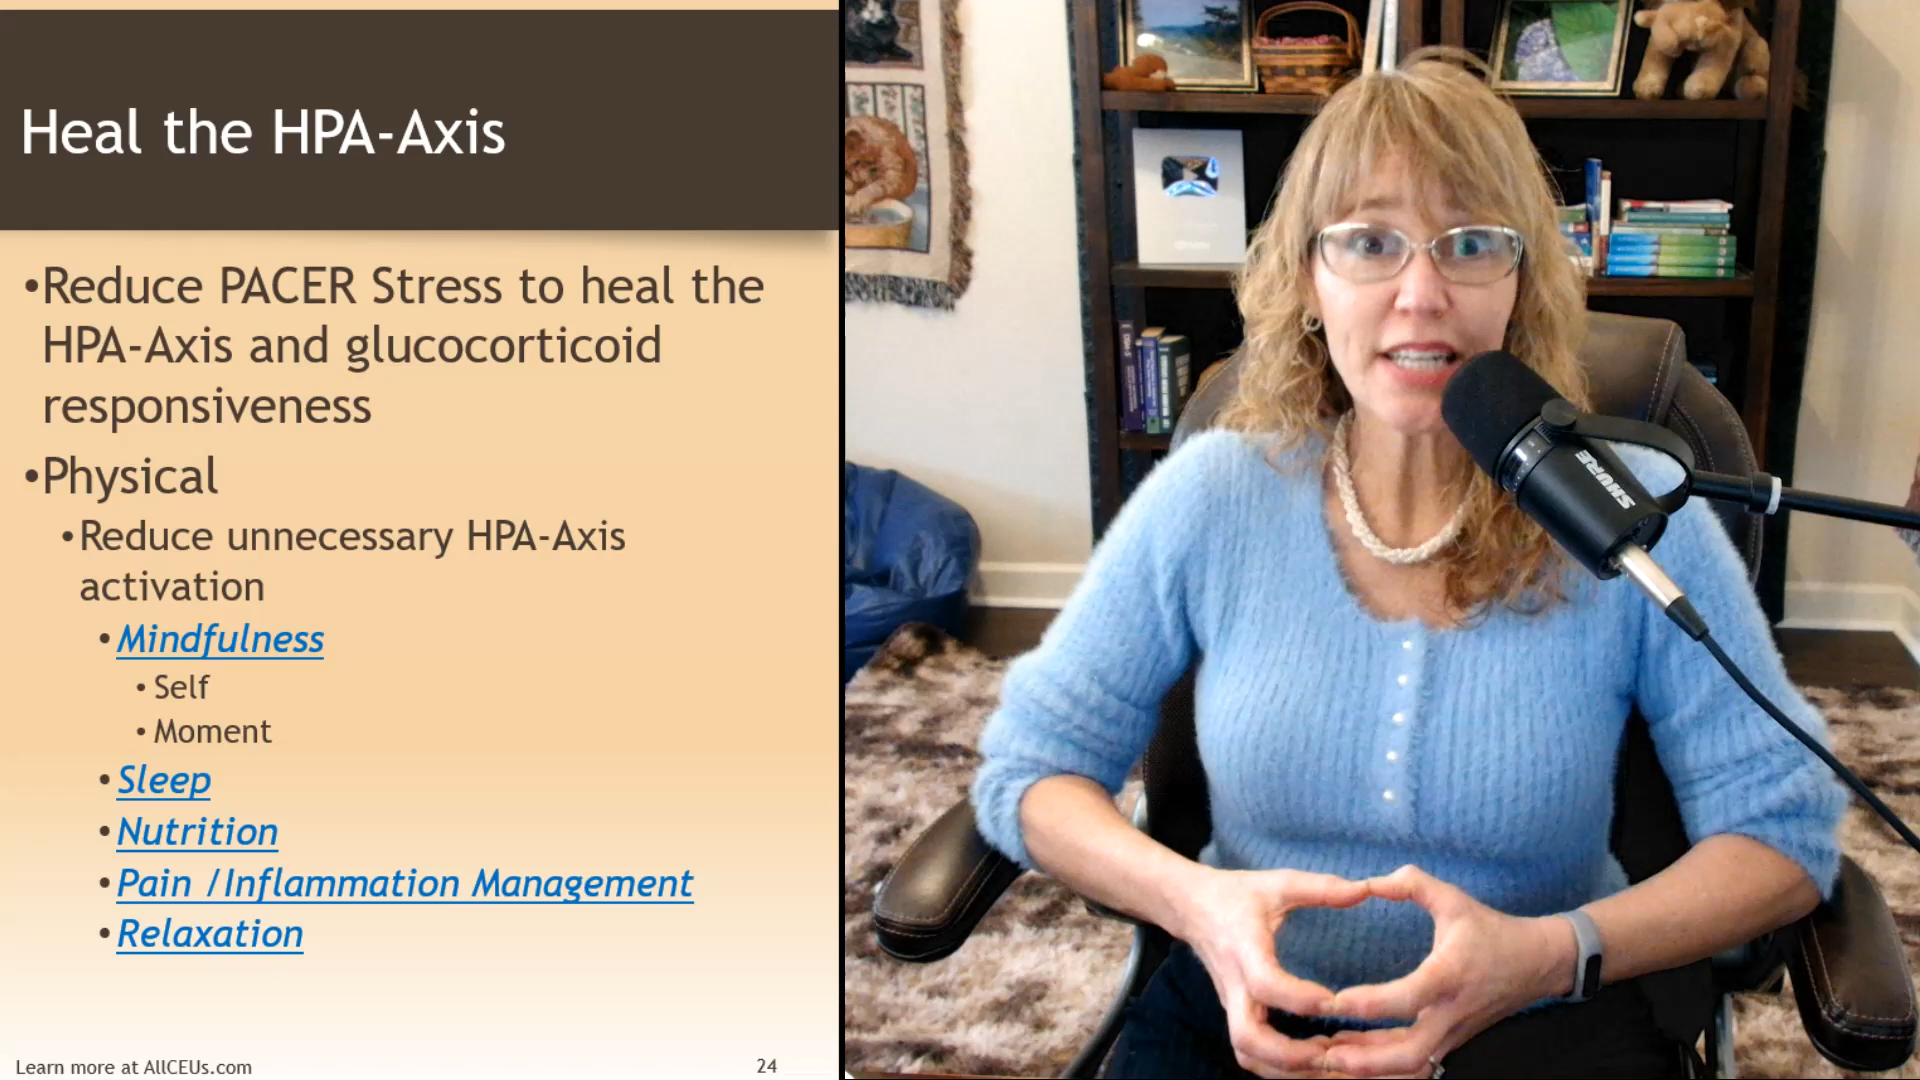 Heal the HPA-Axis
•Reduce PACER Stress to heal the
HPA-Axis and glucocorticoid
responsiveness
•Physical
•Reduce unnecessary HPA-Axis
activation
•Mindfulness
•Self
•Moment
•Sleep
•Nutrition
•Pain /Inflammation Management
•Relaxation
Learn more at AllCEUs.com
24
SHURE